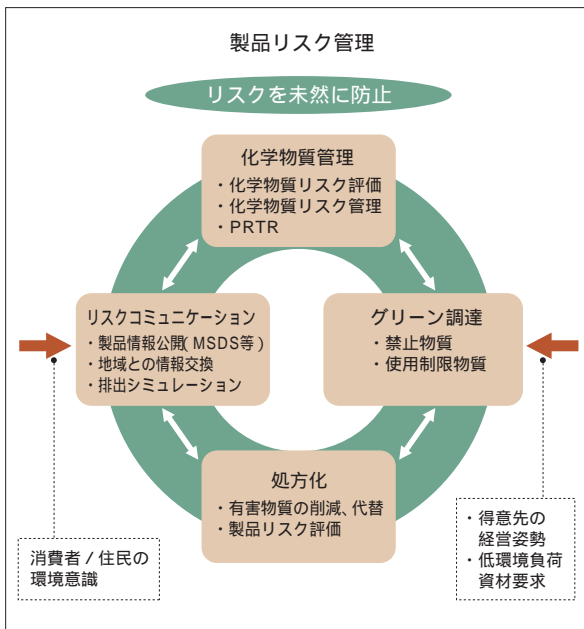 製品リスク管理
リスクを未然に防止
化学物質管理
・化学物質リスク評価
・化学物質リスク管理
・PRTR
リスクコミュニケーション
・製品情報公開(MSDS等)
・地域との情報交換
・排出シミュレーション
グリーン調達
・禁止物質
・使用制限物質
処方化
・有害物質の削減、代替
・製品リスク評価
消費者/住民の
環境意識
・得意先の
経営姿勢
・低環境負荷
資材要求